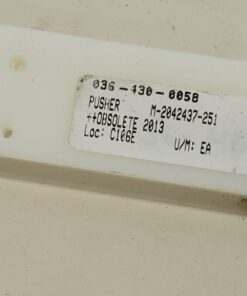 036-430-0058
PUSHER M-2042437-251
++OBSOLETE 2013
Loc: C106E U/M: EA